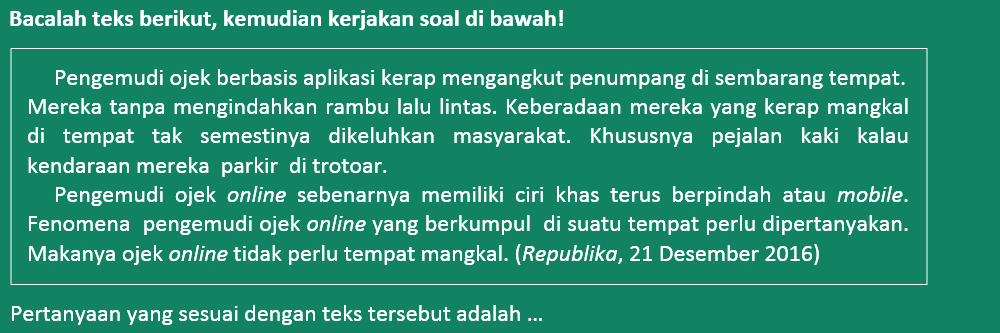 Bacalah teks berikut, kemudian kerjakan soal di bawah!
Pengemudi ojek berbasis aplikasi kerap mengangkut penumpang di sembarang tempat.
Mereka tanpa mengindahkan rambu lalu lintas. Keberadaan mereka yang kerap mangkal
di tempat tak semestinya dikeluhkan masyarakat. Khususnya pejalan kaki kalau
kendaraan mereka parkir di trotoar.
Pengemudi ojek online sebenarnya memiliki ciri khas terus berpindah atau mobile.
Fenomena pengemudi ojek online yang berkumpul di suatu tempat perlu dipertanyakan.
Makanya ojek online tidak perlu tempat mangkal. (Republika, 21 Desember 2016)
Pertanyaan yang sesuai dengan teks tersebut adalah ...